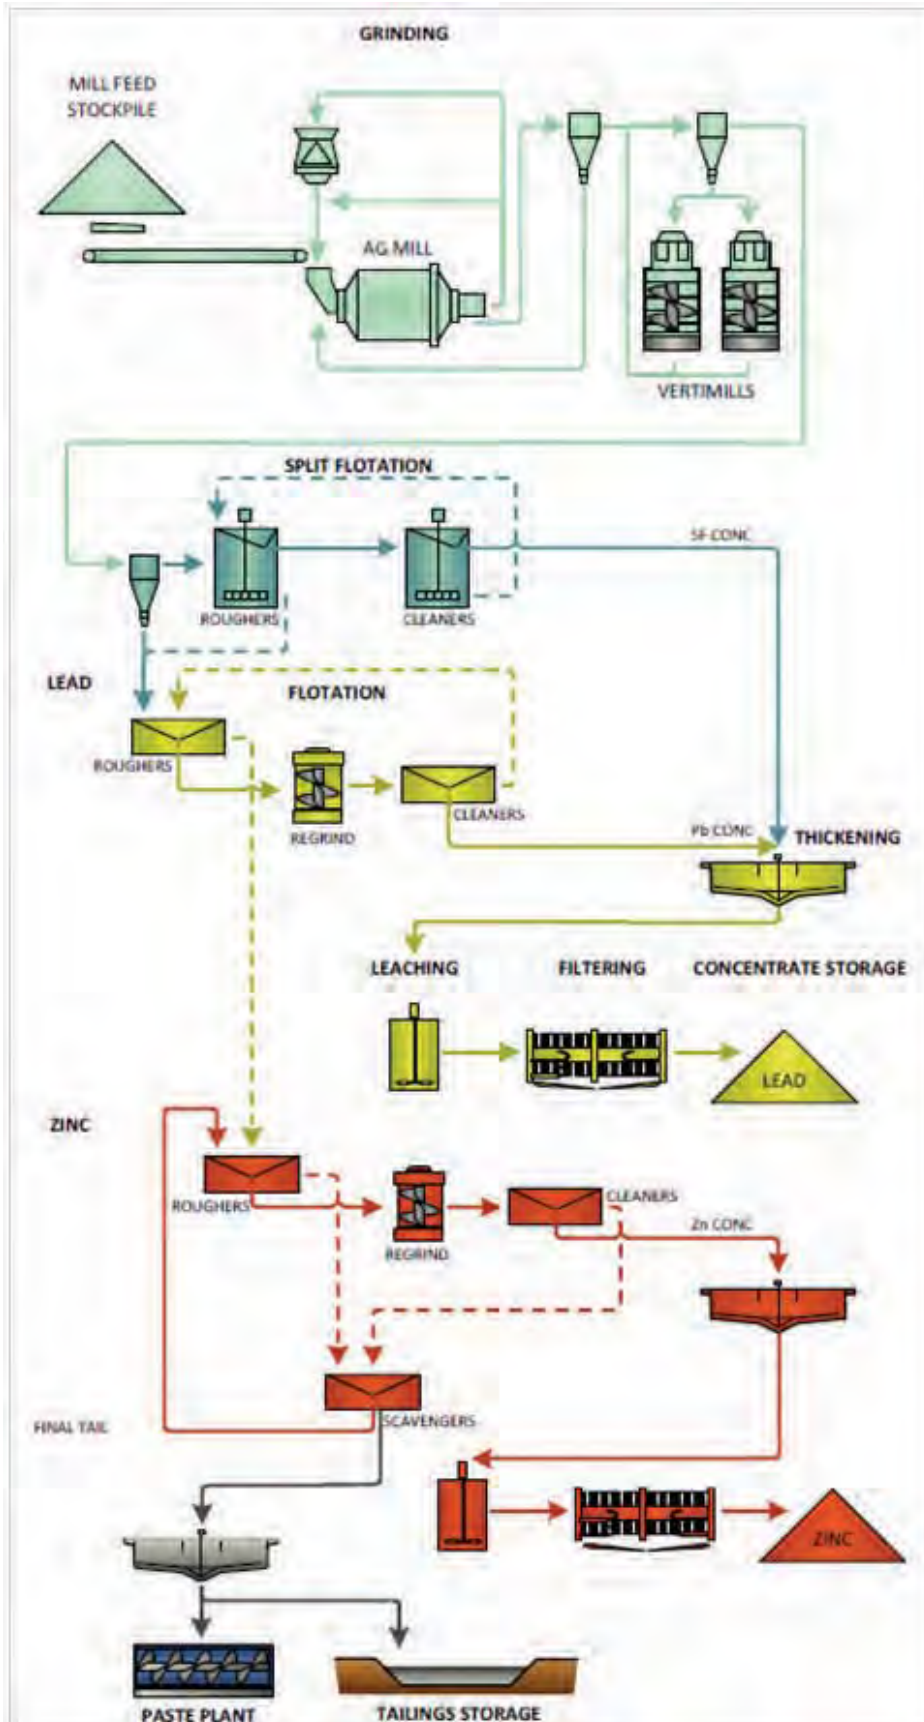 GRINDING
MILL FEED
STOCKPILE
AG MILL
VERTIMILLS
SPLIT FLOTATION
SF CONC
ROUGHERS
CLEANERS
LEAD
FLOTATION
ROUGHERS
REGRIND
CLEANERS
Pb CONC
THICKENING
LEACHING
FILTERING
CONCENTRATE STORAGE
LEAD
ZINC
ROUGHERS
REGRIND
CLEANERS
Zn CONC
SCAVENGERS
FINAL TAIL
ZINC
PASTE PLANT
TAILINGS STORAGE